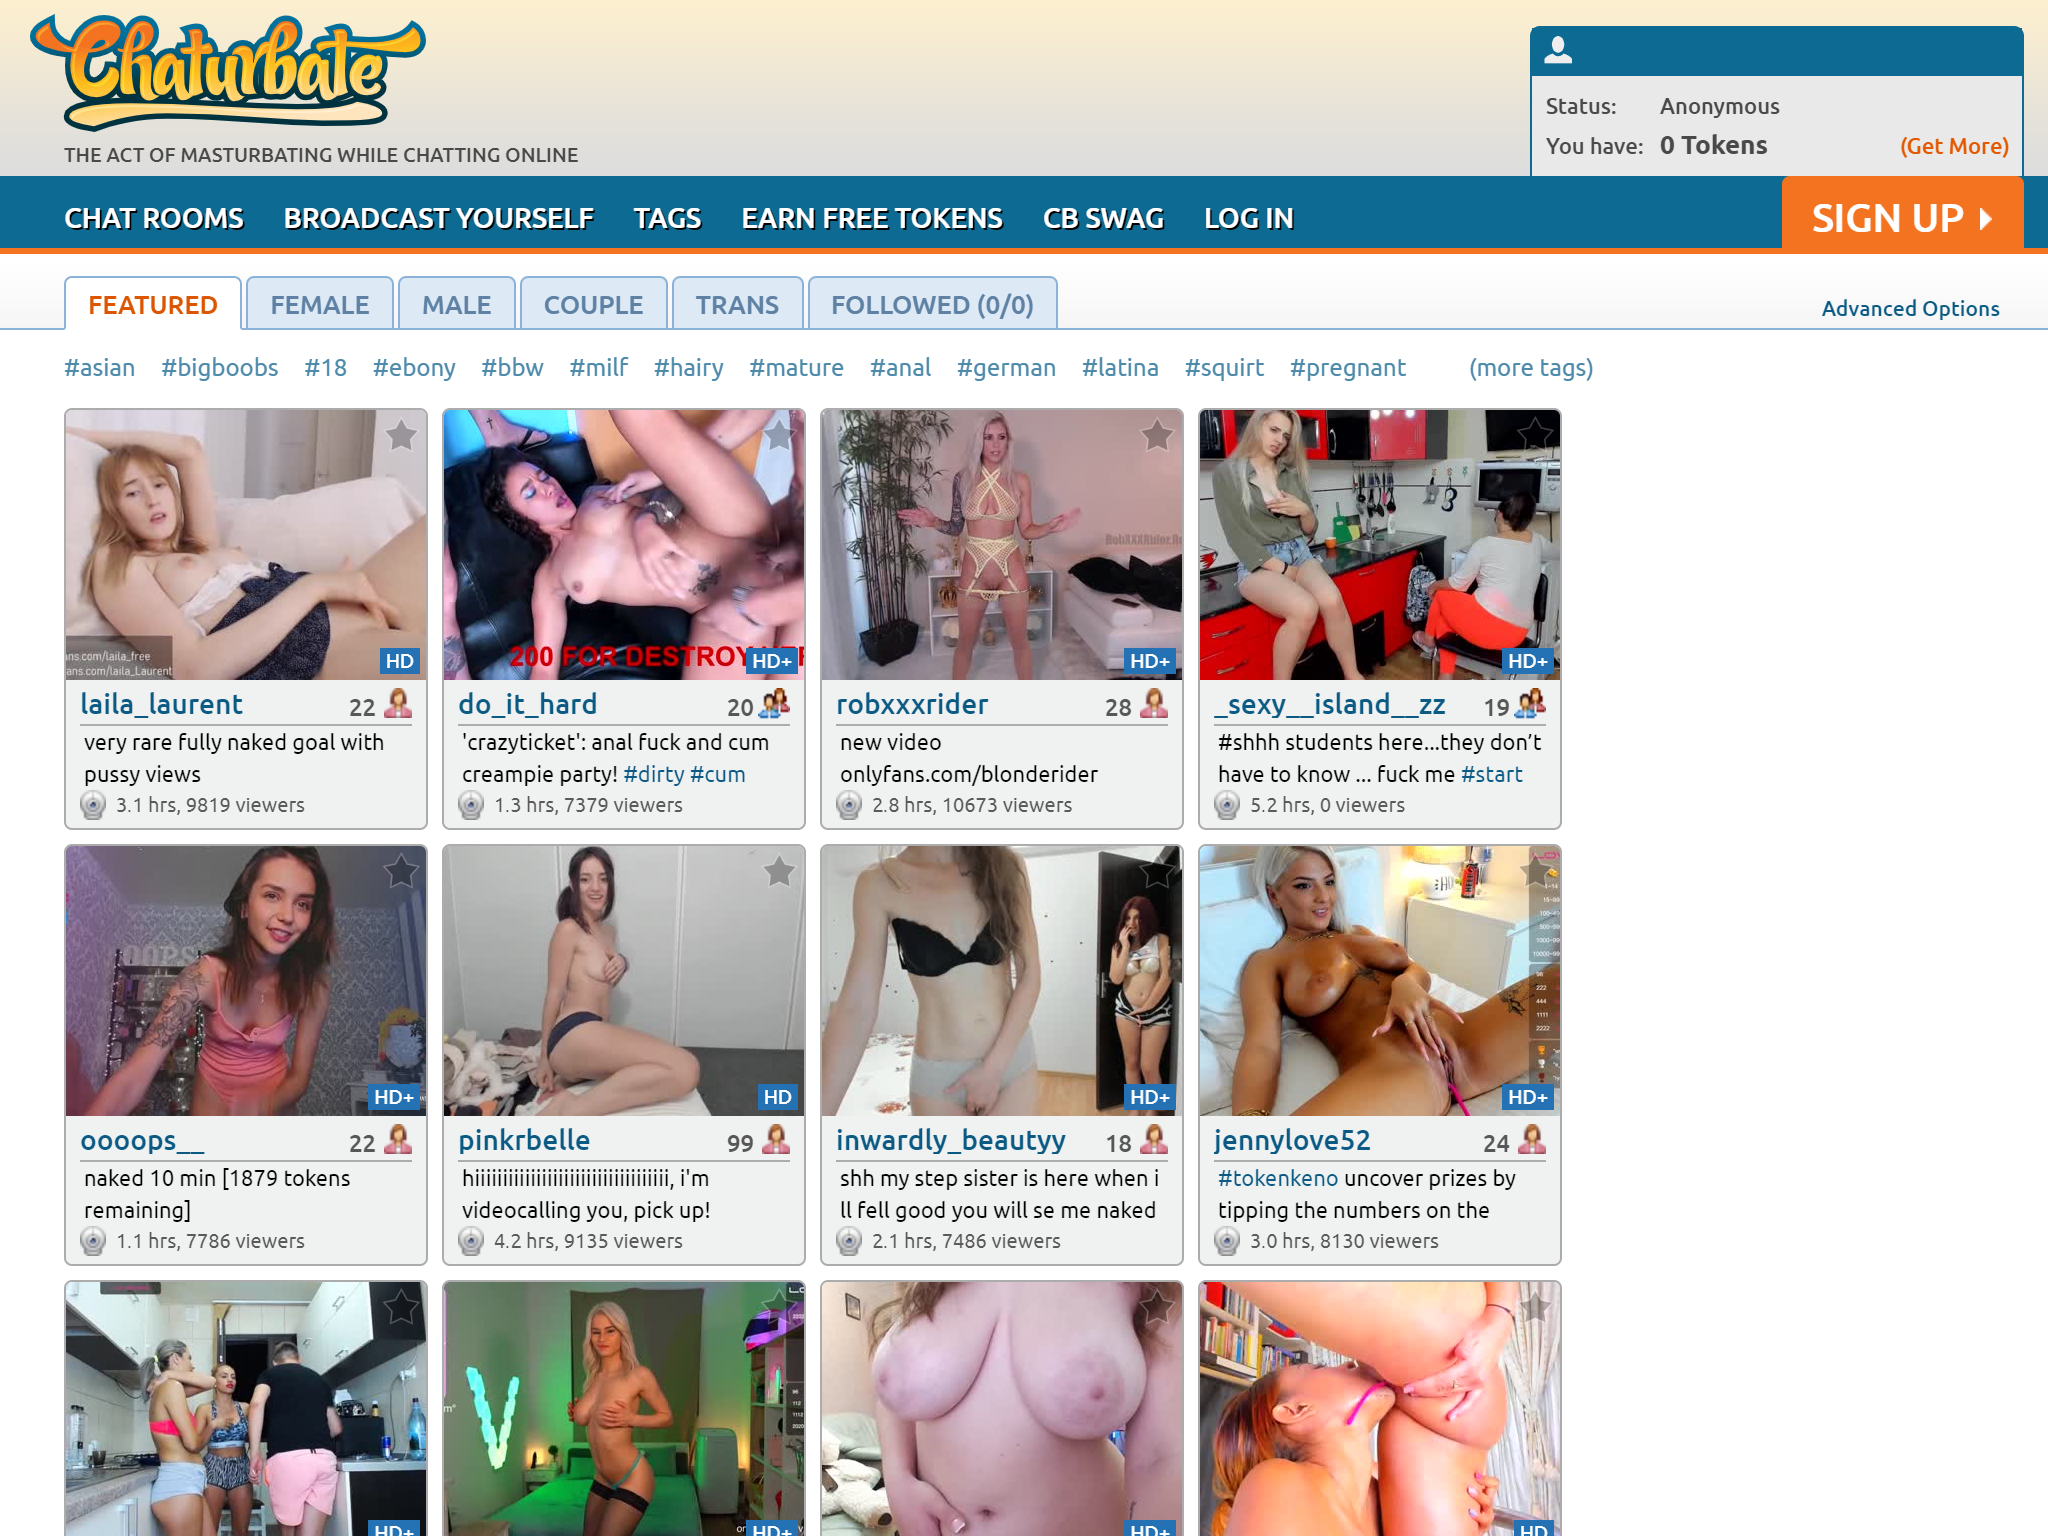 Chaturbate
THE ACT OF MASTURBATING WHILE CHATTING ONLINE
Status: Anonymous
You have: 0 Tokens (Get More)
CHAT ROOMS BROADCAST YOURSELF TAGS EARN FREE TOKENS CB SWAG LOG IN SIGN UP
FEATURED FEMALE MALE COUPLE TRANS FOLLOWED (0/0) Advanced Options
#asian #bigboobs #18 #ebony #bbw #milf #hairy #mature #anal #german #latina #squirt #pregnant (more tags)
ans.com/laila_free
ans.com/laila_Laurent
HD
200 FOR DESTROY
HD+
RobXXXRider
HD+
HD+
laila_laurent 22
very rare fully naked goal with
pussy views
3.1 hrs, 9819 viewers
do_it_hard 20
'crazyticket': anal fuck and cum
creampie party! #dirty #cum
1.3 hrs, 7379 viewers
robxxxrider 28
new video
onlyfans.com/blonderider
2.8 hrs, 10673 viewers
_sexy__island__zz 19
#shhh students here...they don’t
have to know ... fuck me #start
5.2 hrs, 0 viewers
OOPS
HD+
HD
HD+
HD+
oooops__ 22
naked 10 min [1879 tokens
remaining]
1.1 hrs, 7786 viewers
pinkrbelle 99
hiiiiiiiiiiiiiiiiiiiiiiiiiiiiiiiiiii, i'm
videocalling you, pick up!
4.2 hrs, 9135 viewers
inwardly_beautyy 18
shh my step sister is here when i
ll fell good you will se me naked
2.1 hrs, 7486 viewers
jennylove52 24
#tokenkeno uncover prizes by
tipping the numbers on the
3.0 hrs, 8130 viewers
HD+
HD+
HD+
HD